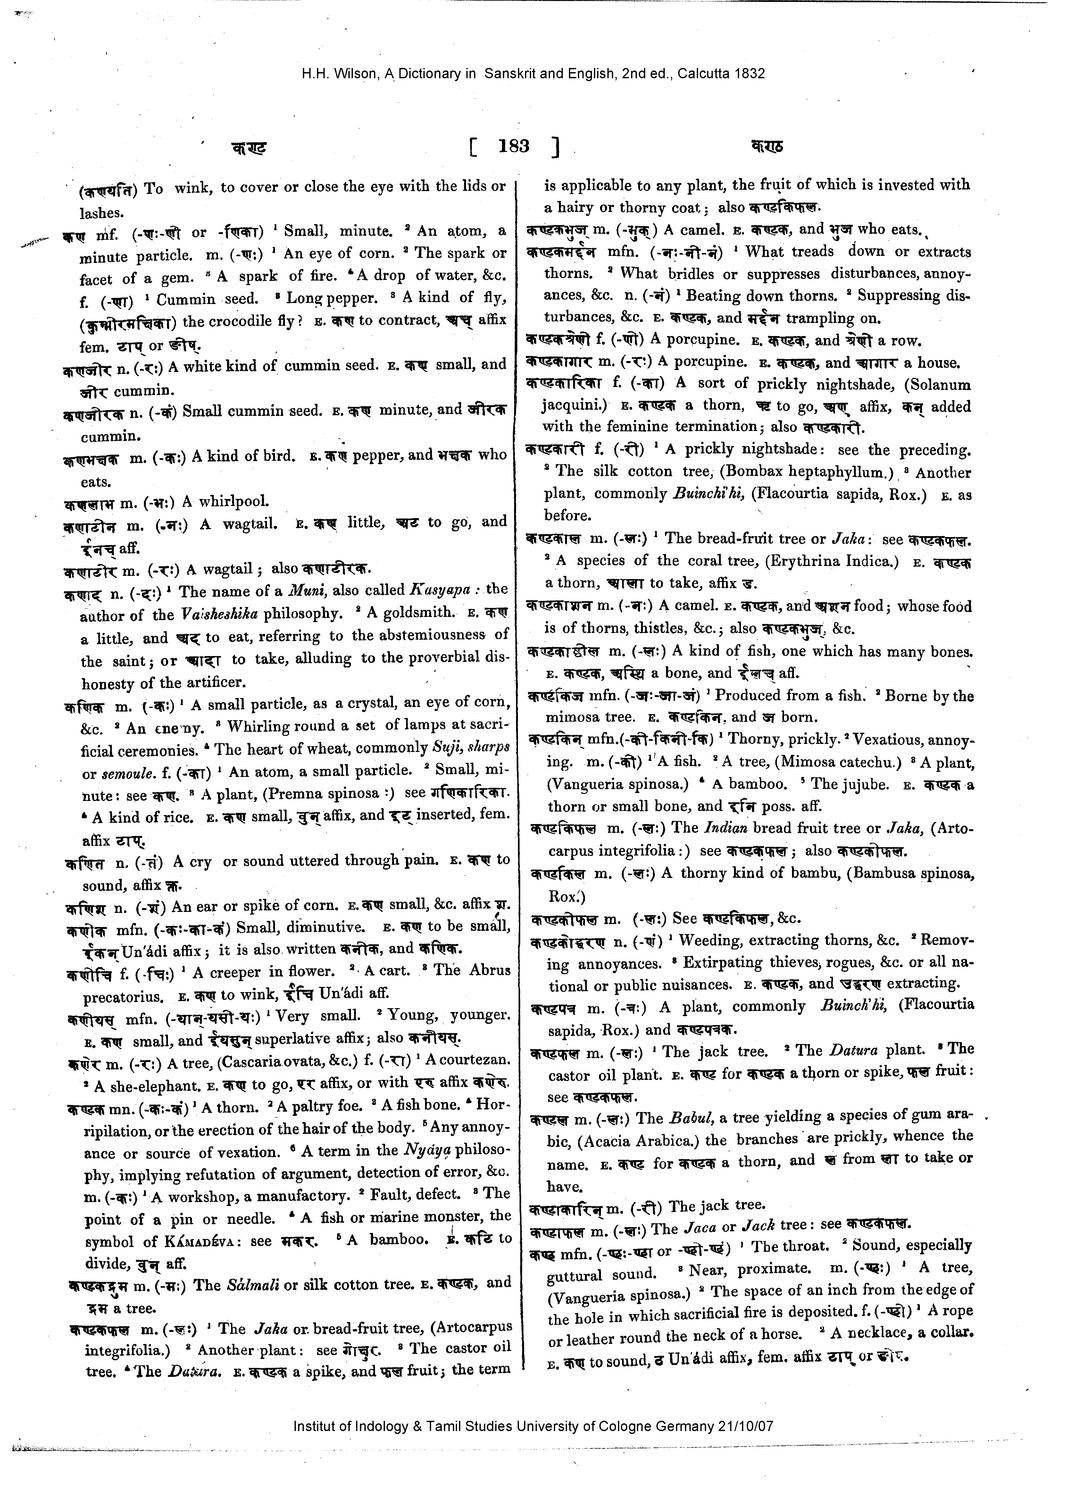 H.H. Wilson, A Dictionary in Sanskrit and English, 2nd ed., Calcutta 1832
कण्ट [ 183 ] कण्ठ
(कणयति) To wink, to cover or close the eye with the lids or
lashes.
कण mf. (-णः-णी or -णिका) ¹ Small, minute. ² An atom, a
minute particle. m. (-णः) ¹ An eye of corn. ² The spark or
facet of a gem. ³ A spark of fire. ⁴ A drop of water, &c.
f. (-णा) ¹ Cummin seed. ² Long pepper. ³ A kind of fly,
(कुम्भीरमक्षिका) the crocodile fly? E. कण to contract, अच् affix
fem. टाप् or ङीष्.
कणजीर n. (-रः) A white kind of cummin seed. E. कण small, and
जीर cummin.
कणजीरक n. (-कं) Small cummin seed. E. कण minute, and जीरक
cummin.
कणभक्षक m. (-कः) A kind of bird. E. कण pepper, and भक्षक who
eats.
कणलाभ m. (-भः) A whirlpool.
कणाटीन m. (-नः) A wagtail. E. कण little, अट to go, and
ईनच् aff.
कणाटीर m. (-रः) A wagtail; also कणाटीरक.
कणाद n. (-दः) ¹ The name of a Muni, also called Kasyapa: the
author of the Vaisheshika philosophy. ² A goldsmith. E. कण
a little, and अद् to eat, referring to the abstemiousness of
the saint; or आदा to take, alluding to the proverbial dis-
honesty of the artificer.
कणिक m. (-कः) ¹ A small particle, as a crystal, an eye of corn,
&c. ² An enemy. ³ Whirling round a set of lamps at sacri-
ficial ceremonies. ⁴ The heart of wheat, commonly Suji, sharps
or semoule. f. (-का) ¹ An atom, a small particle. ² Small, mi-
nute: see कण. ³ A plant, (Premna spinosa:) see गणिकारिका.
⁴ A kind of rice. E. कण small, वुन् affix, and इट् inserted, fem.
affix टाप्.
कणित n. (-तं) A cry or sound uttered through pain. E. कण to
sound, affix क्त.
कणिश n. (-शं) An ear or spike of corn. E. कण small, &c. affix श.
कणीक mfn. (-कः-का-कं) Small, diminutive. E. कण to be small,
ईकन् Un'ádi affix; it is also written कनीक, and कणिक.
कणीचि f. (-चिः) ¹ A creeper in flower. ² A cart. ³ The Abrus
precatorius. E. कण to wink, ईचि Un'ádi aff.
कणीयस् mfn. (-यान्-यसी-यः) ¹ Very small. ² Young, younger.
E. कण small, and ईयसुन् superlative affix; also कनीयस्.
कणेर m. (-रः) A tree, (Cascaria ovata, &c.) f. (-रा) ¹ A courtezan.
² A she-elephant. E. कण to go, एर affix, or with एरु affix कणेरु.
कण्टक mn. (-कः-कं) ¹ A thorn. ² A paltry foe. ³ A fish bone. ⁴ Hor-
ripilation, or the erection of the hair of the body. ⁵ Any annoy-
ance or source of vexation. ⁶ A term in the Nyáya philoso-
phy, implying refutation of argument, detection of error, &c.
m. (-कः) ¹ A workshop, a manufactory. ² Fault, defect. ³ The
point of a pin or needle. ⁴ A fish or marine monster, the
symbol of KÁMADÉVA: see मकर. ⁵ A bamboo. E. कटि to
divide, वुन् aff.
कण्टकद्रुम m. (-मः) The Sálmali or silk cotton tree. E. कण्टक, and
द्रुम a tree.
कण्टकफल m. (-लः) ¹ The Jaka or bread-fruit tree, (Artocarpus
integrifolia.) ² Another plant: see गोक्षुर. ³ The castor oil
tree. ⁴ The Datúra. E. कण्टक a spike, and फल fruit; the term
is applicable to any plant, the fruit of which is invested with
a hairy or thorny coat; also कण्टकिफल.
कण्टकभुज् m. (-भुक्) A camel. E. कण्टक, and भुज who eats.
कण्टकमर्द्दन mfn. (-नः-नी-नं) ¹ What treads down or extracts
thorns. ² What bridles or suppresses disturbances, annoy-
ances, &c. n. (-नं) ¹ Beating down thorns. ² Suppressing dis-
turbances, &c. E. कण्टक, and मर्द्दन trampling on.
कण्टकश्रेणी f. (-णी) A porcupine. E. कण्टक, and श्रेणी a row.
कण्टकागार m. (-रः) A porcupine. E. कण्टक, and आगार a house.
कण्टकारिका f. (-का) A sort of prickly nightshade, (Solanum
jacquini.) E. कण्टक a thorn, ऋ to go, अण् affix, कन् added
with the feminine termination; also कण्टकारी.
कण्टकारी f. (-री) ¹ A prickly nightshade: see the preceding.
² The silk cotton tree, (Bombax heptaphyllum.) ³ Another
plant, commonly Buinchi'hi, (Flacourtia sapida, Rox.) E. as
before.
कण्टकाल m. (-लः) ¹ The bread-fruit tree or Jaka: see कण्टकफल.
² A species of the coral tree, (Erythrina Indica.) E. कण्टक
a thorn, आला to take, affix ड.
कण्टकाशन m. (-नः) A camel. E. कण्टक, and अशन food; whose food
is of thorns, thistles, &c.; also कण्टकभुज्, &c.
कण्टकाष्ठील m. (-लः) A kind of fish, one which has many bones.
E. कण्टक, अस्थि a bone, and ईलच् aff.
कण्टकिज mfn. (-जः-जा-जं) ¹ Produced from a fish. ² Borne by the
mimosa tree. E. कण्टकिन्, and ज born.
कण्टकिन् mfn. (-की-किनी-कि) ¹ Thorny, prickly. ² Vexatious, annoy-
ing. m. (-की) ¹ A fish. ² A tree, (Mimosa catechu.) ³ A plant,
(Vangueria spinosa.) ⁴ A bamboo. ⁵ The jujube. E. कण्टक a
thorn or small bone, and इनि poss. aff.
कण्टकिफल m. (-लः) The Indian bread fruit tree or Jaka, (Arto-
carpus integrifolia:) see कण्टकफल; also कण्टकीफल.
कण्टकिल m. (-लः) A thorny kind of bambu, (Bambusa spinosa,
Rox.)
कण्टकीफल m. (-लः) See कण्टकिफल, &c.
कण्टकोद्धरण n. (-णं) ¹ Weeding, extracting thorns, &c. ² Remov-
ing annoyances. ³ Extirpating thieves, rogues, &c. or all na-
tional or public nuisances. E. कण्टक, and उद्धरण extracting.
कण्टपत्र m. (-त्रः) A plant, commonly Buinch'hi, (Flacourtia
sapida, Rox.) and कण्टपत्रक.
कण्टफल m. (-लः) ¹ The jack tree. ² The Datura plant. ³ The
castor oil plant. E. कण्ट for कण्टक a thorn or spike, फल fruit:
see कण्टकफल.
कण्टल m. (-लः) The Babul, a tree yielding a species of gum ara-
bic, (Acacia Arabica.) the branches are prickly, whence the
name. E. कण्ट for कण्टक a thorn, and ल from ला to take or
have.
कण्टाकारिन् m. (-री) The jack tree.
कण्टाफल m. (-लः) The Jaca or Jack tree: see कण्टकफल.
कण्ठ mfn. (-ण्ठः-ण्ठा or -ण्ठी-ण्ठं) ¹ The throat. ² Sound, especially
guttural sound. ³ Near, proximate. m. (-ण्ठः) ¹ A tree,
(Vangueria spinosa.) ² The space of an inch from the edge of
the hole in which sacrificial fire is deposited. f. (-ण्ठी) ¹ A rope
or leather round the neck of a horse. ² A necklace, a collar.
E. कण to sound, ठ Un'ádi affix, fem. affix टाप् or ङीप्.
Institut of Indology & Tamil Studies University of Cologne Germany 21/10/07